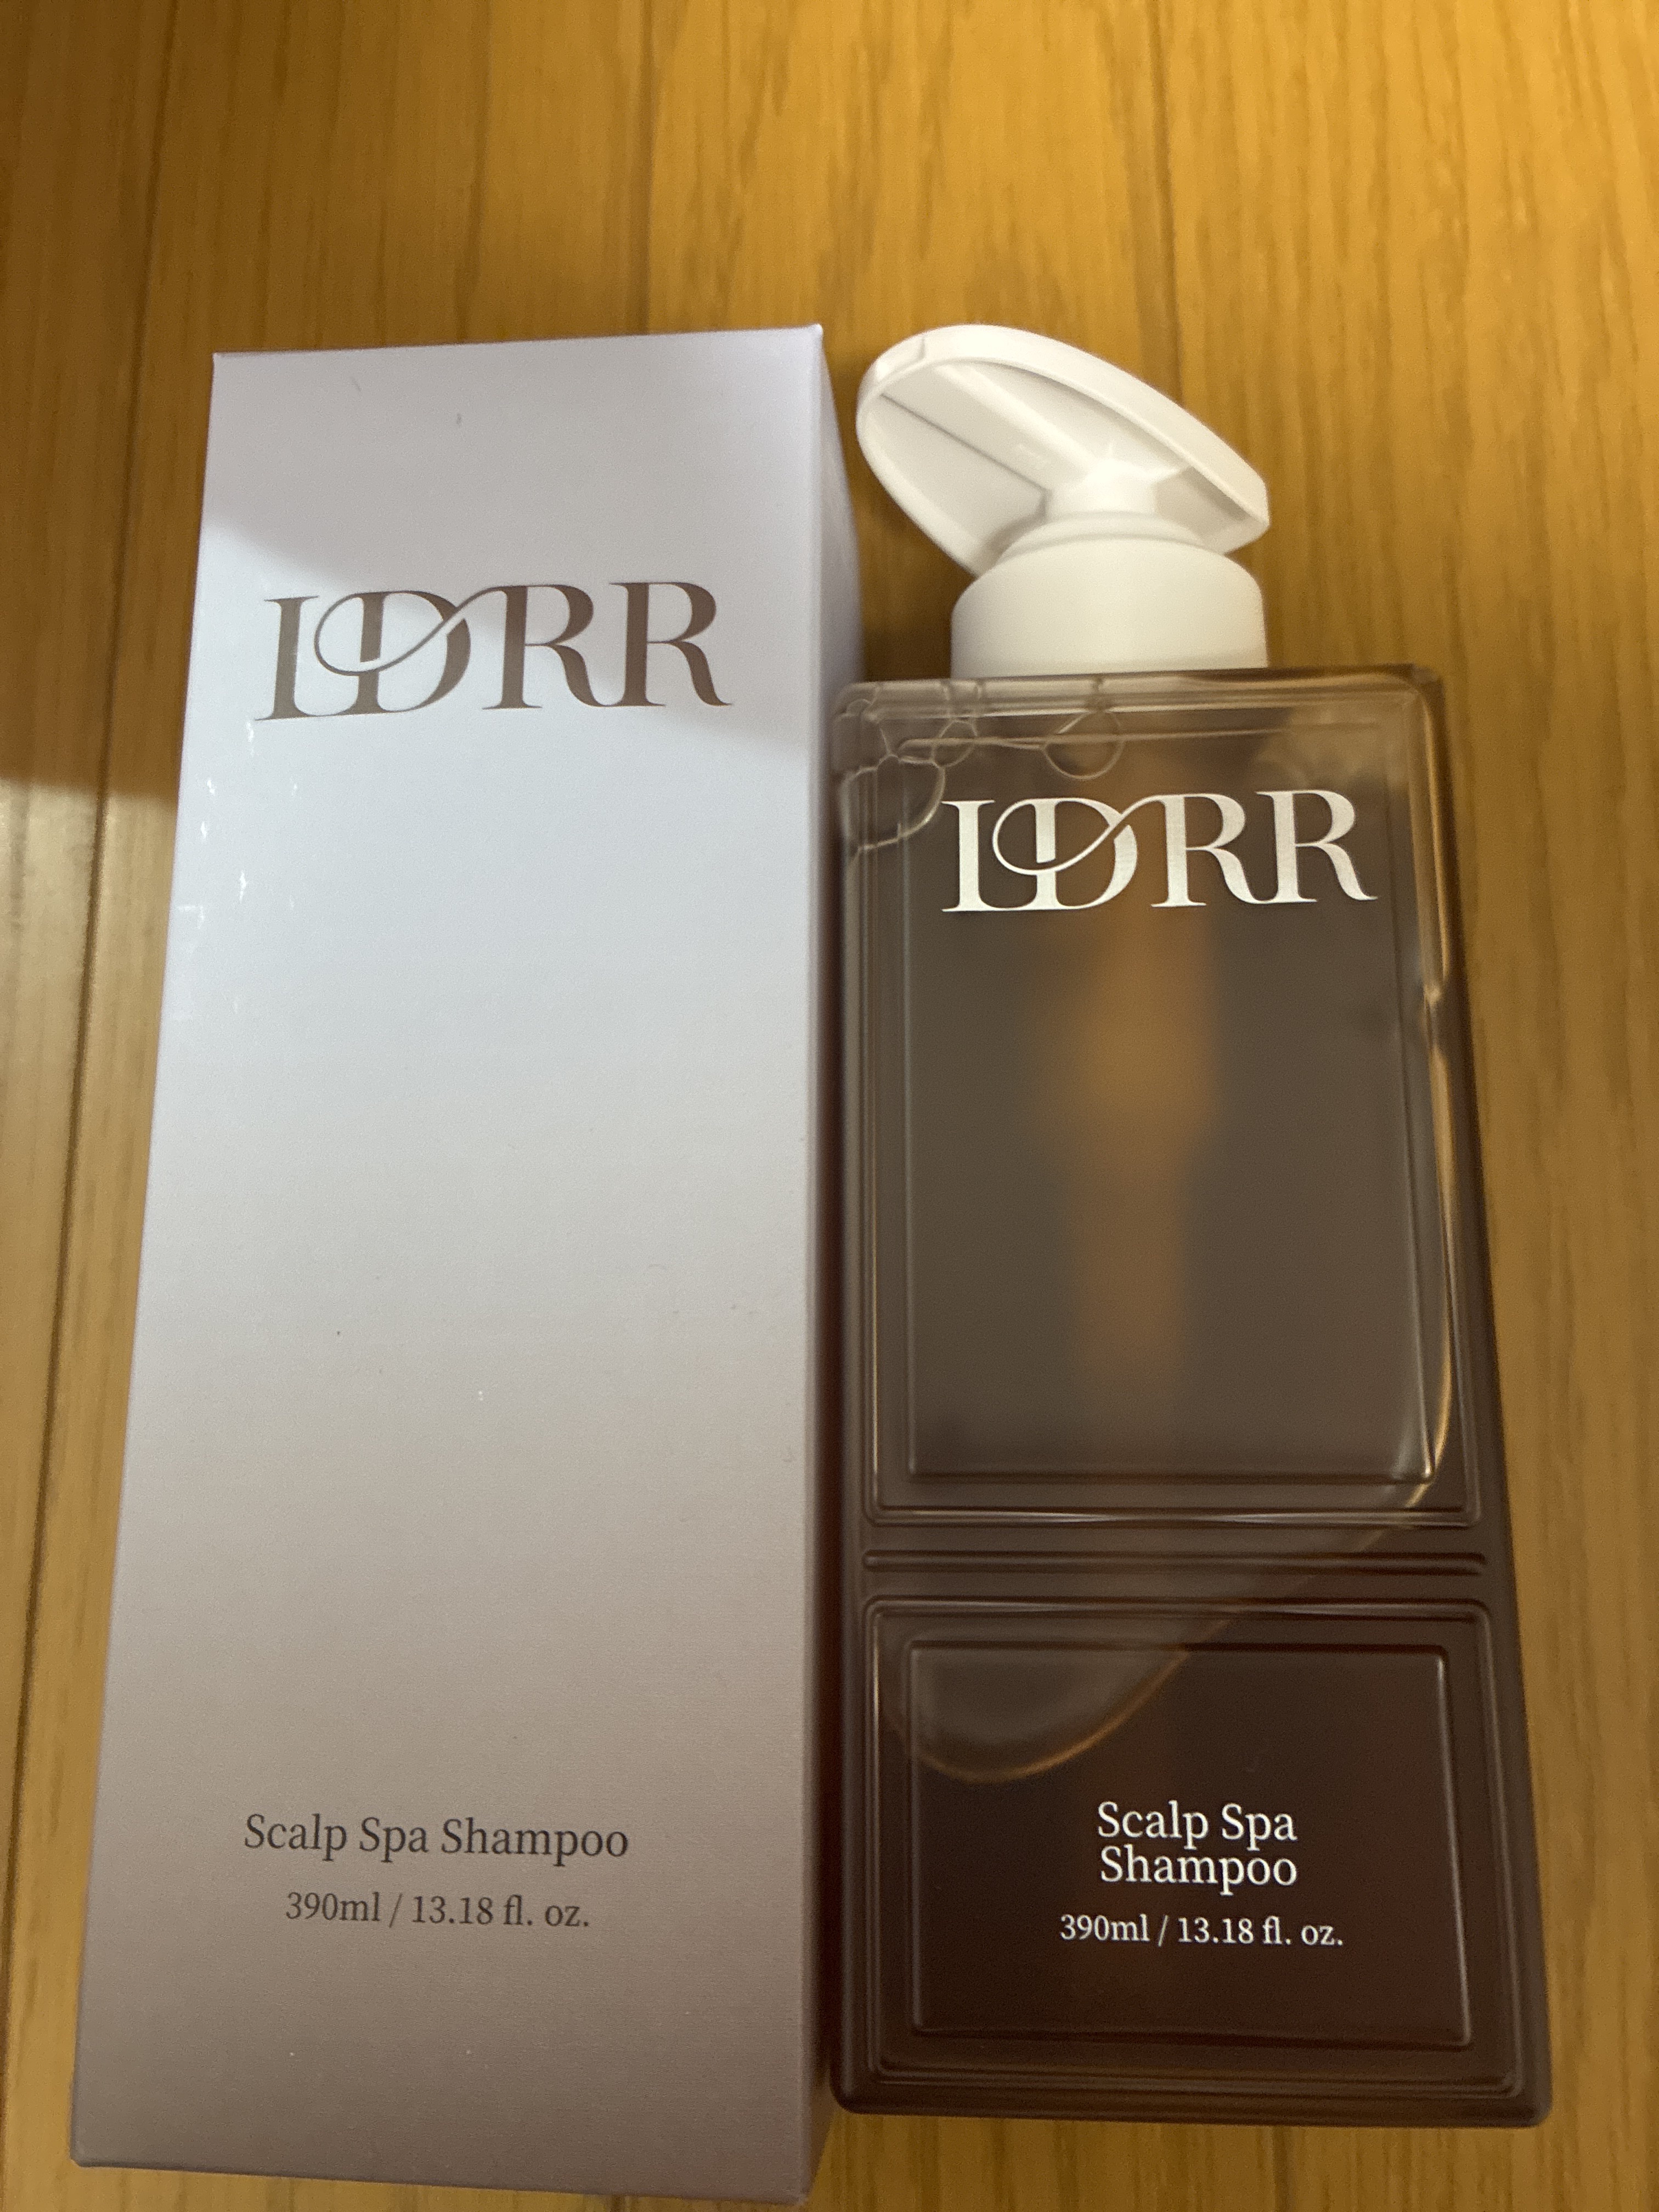 LDRR
Scalp Spa Shampoo
390ml / 13.18 fl. oz.
LDRR
Scalp Spa
Shampoo
390ml / 13.18 fl. oz.